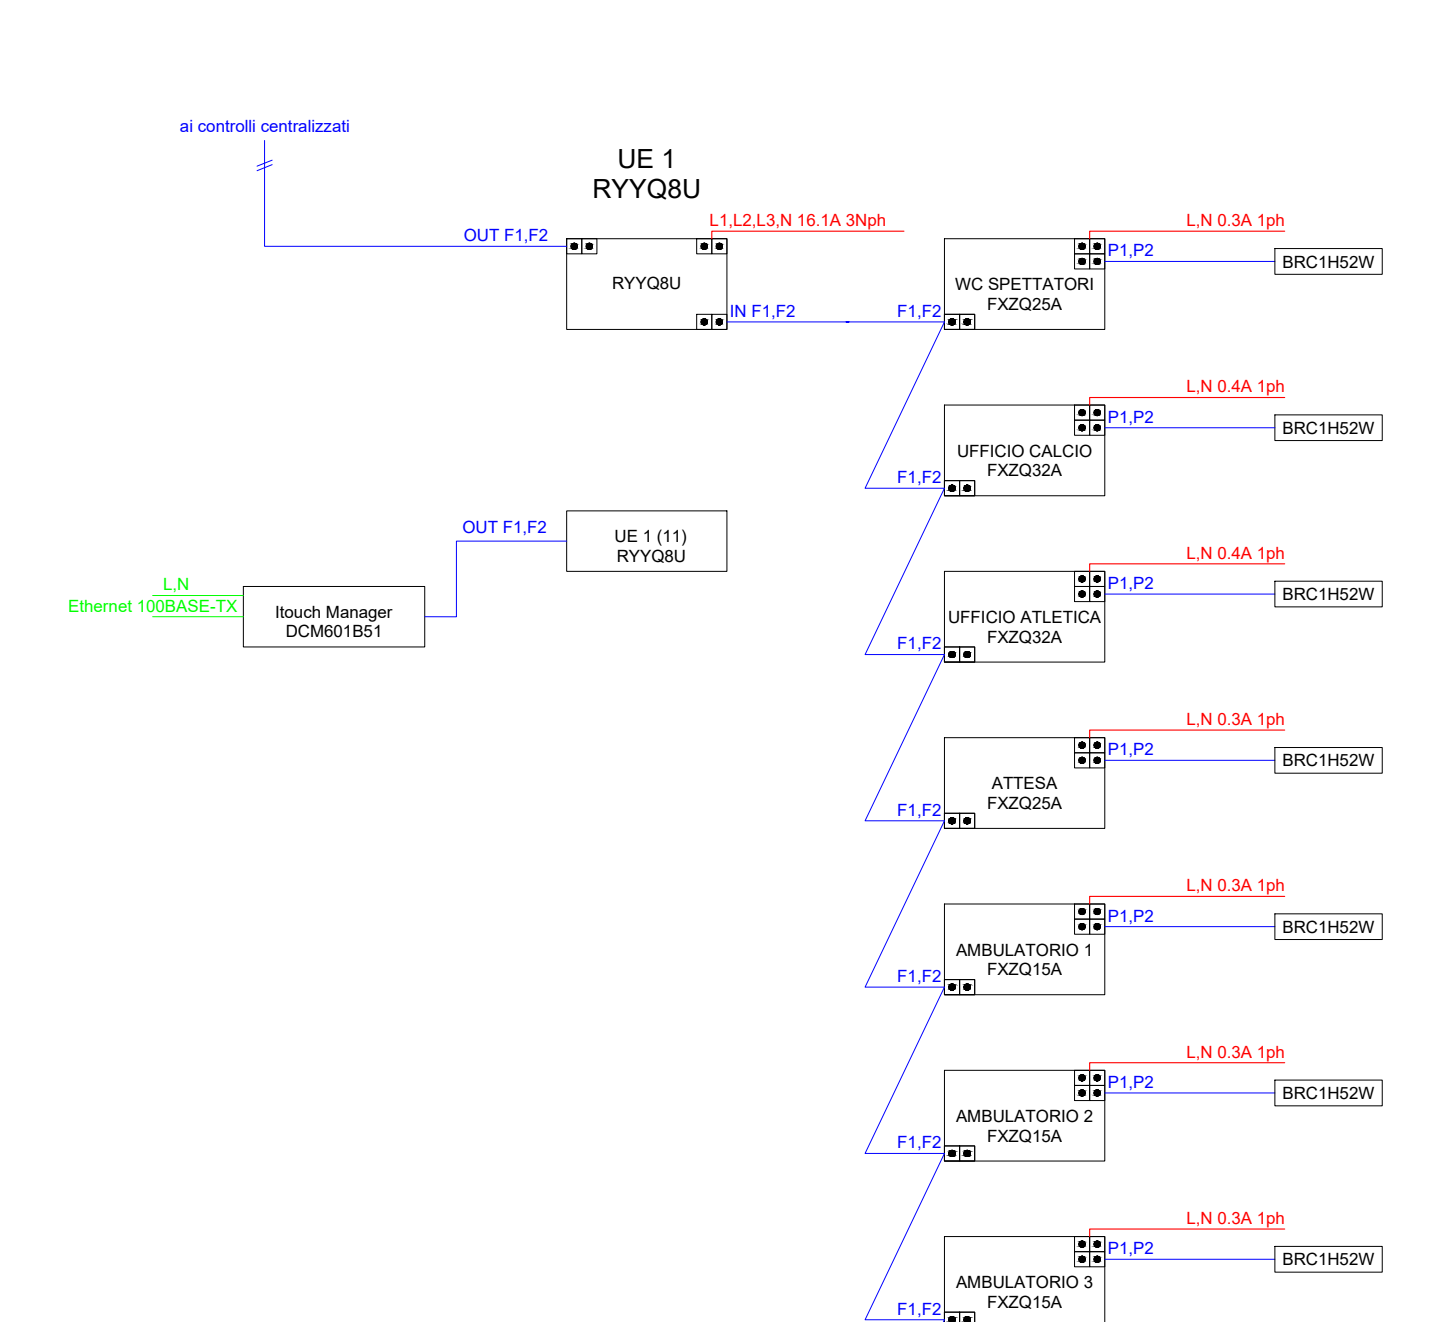 ai controlli centralizzati
UE 1
RYYQ8U
L1,L2,L3,N 16.1A 3Nph
OUT F1,F2
RYYQ8U
IN F1,F2
L,N 0.3A 1ph
P1,P2
BRC1H52W
WC SPETTATORI
FXZQ25A
F1,F2
L,N 0.4A 1ph
P1,P2
BRC1H52W
UFFICIO CALCIO
FXZQ32A
F1,F2
OUT F1,F2
UE 1 (11)
RYYQ8U
L,N
Ethernet 100BASE-TX
Itouch Manager
DCM601B51
L,N 0.4A 1ph
P1,P2
BRC1H52W
UFFICIO ATLETICA
FXZQ32A
F1,F2
L,N 0.3A 1ph
P1,P2
BRC1H52W
ATTESA
FXZQ25A
F1,F2
L,N 0.3A 1ph
P1,P2
BRC1H52W
AMBULATORIO 1
FXZQ15A
F1,F2
L,N 0.3A 1ph
P1,P2
BRC1H52W
AMBULATORIO 2
FXZQ15A
F1,F2
L,N 0.3A 1ph
P1,P2
BRC1H52W
AMBULATORIO 3
FXZQ15A
F1,F2